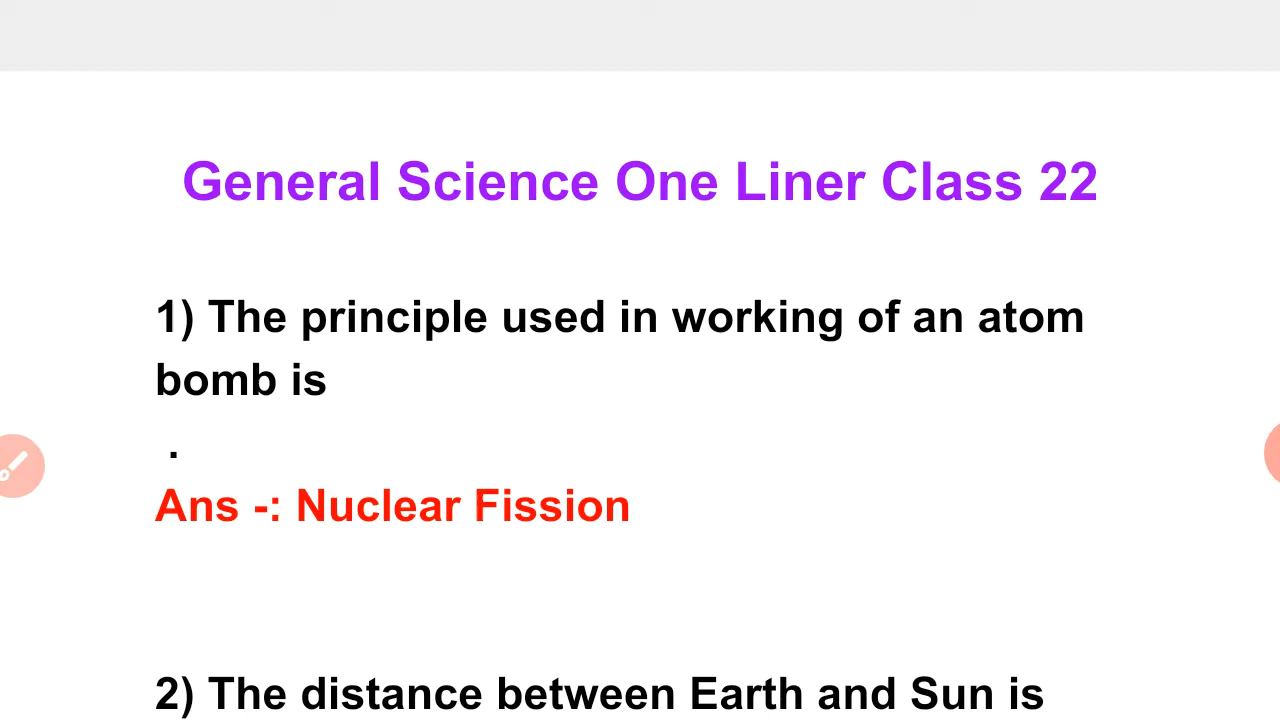 General Science One Liner Class 22
1) The principle used in working of an atom
bomb is
.
Ans -: Nuclear Fission
2) The distance between Earth and Sun is